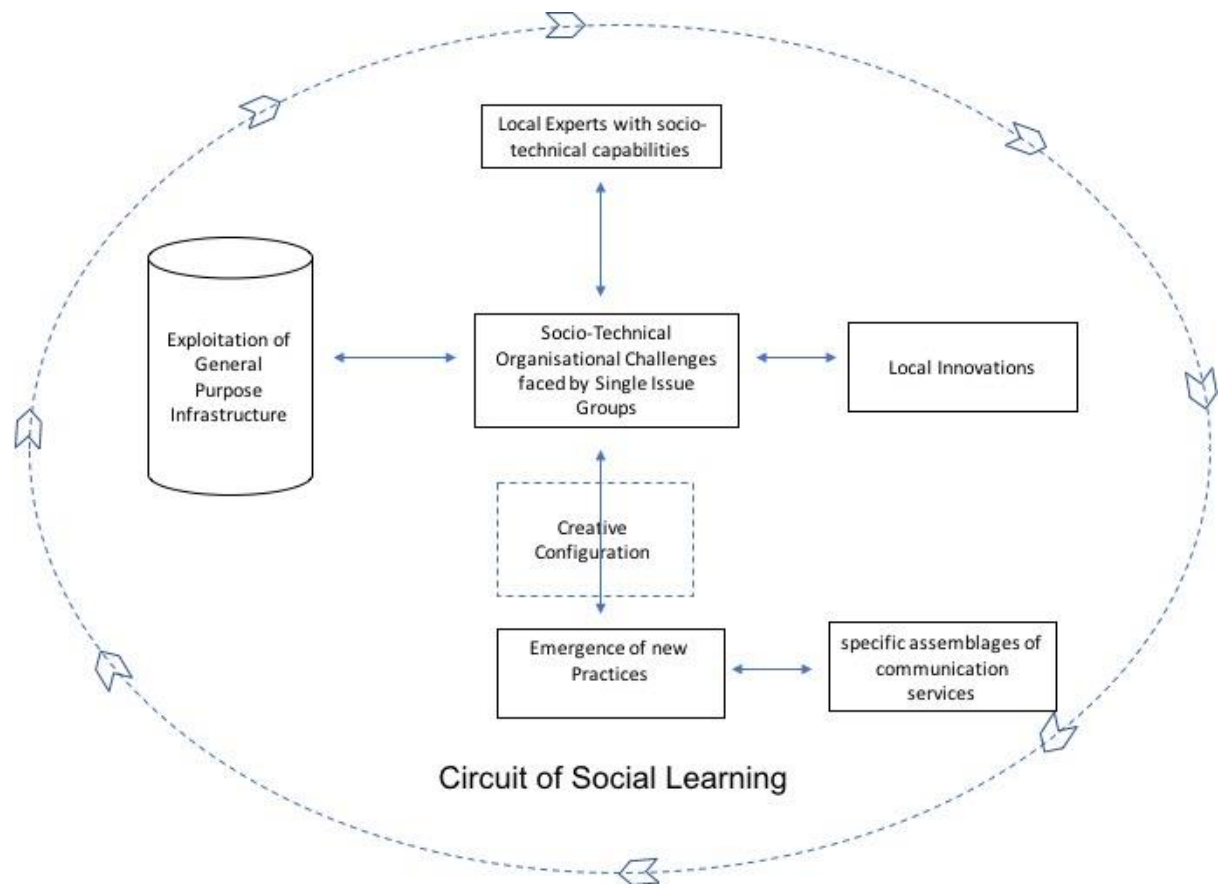 Local Experts with socio-
technical capabilities
Exploitation of
General
Purpose
Infrastructure
Socio-Technical
Organisational Challenges
faced by Single Issue
Groups
Local Innovations
Creative
Configuration
Emergence of new
Practices
specific assemblages of
communication
services
Circuit of Social Learning